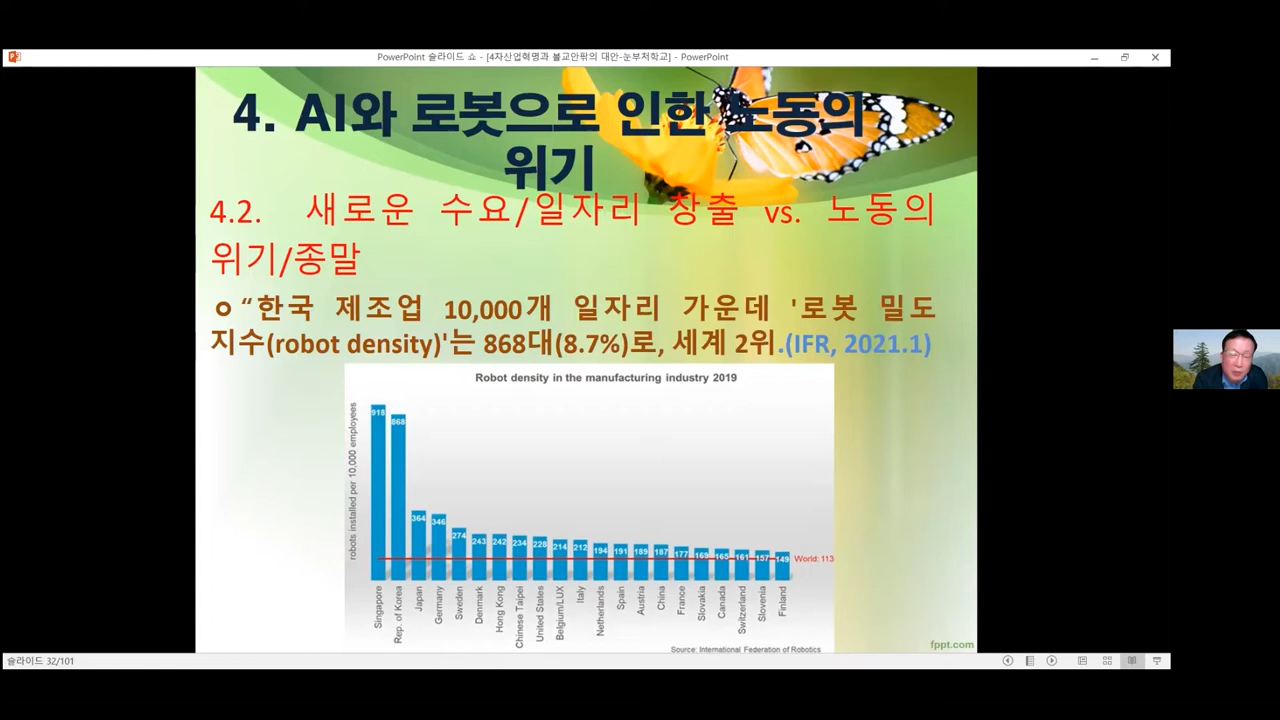 PowerPoint 슬라이드 쇼 - [4차산업혁명과 불교안팎의 대안-눈부처학교] - PowerPoint
4. AI와 로봇으로 인한 노동의
위기
4.2. 새로운 수요/일자리 창출 vs. 노동의
위기/종말
“한국 제조업 10,000개 일자리 가운데 '로봇 밀도
지수(robot density)'는 868대(8.7%)로, 세계 2위.(IFR, 2021.1)
Robot density in the manufacturing industry 2019
robots installed per 10,000 employees
918
868
364
346
274
243
242
234
228
214
212
194
191
189
187
177
169
165
161
157
149
World: 113
Singapore
Rep. of Korea
Japan
Germany
Sweden
Denmark
Hong Kong
Chinese Taipei
United States
Belgium/LUX
Italy
Netherlands
Spain
Austria
China
France
Slovakia
Canada
Switzerland
Slovenia
Finland
Source: International Federation of Robotics
fppt.com
슬라이드 32/101